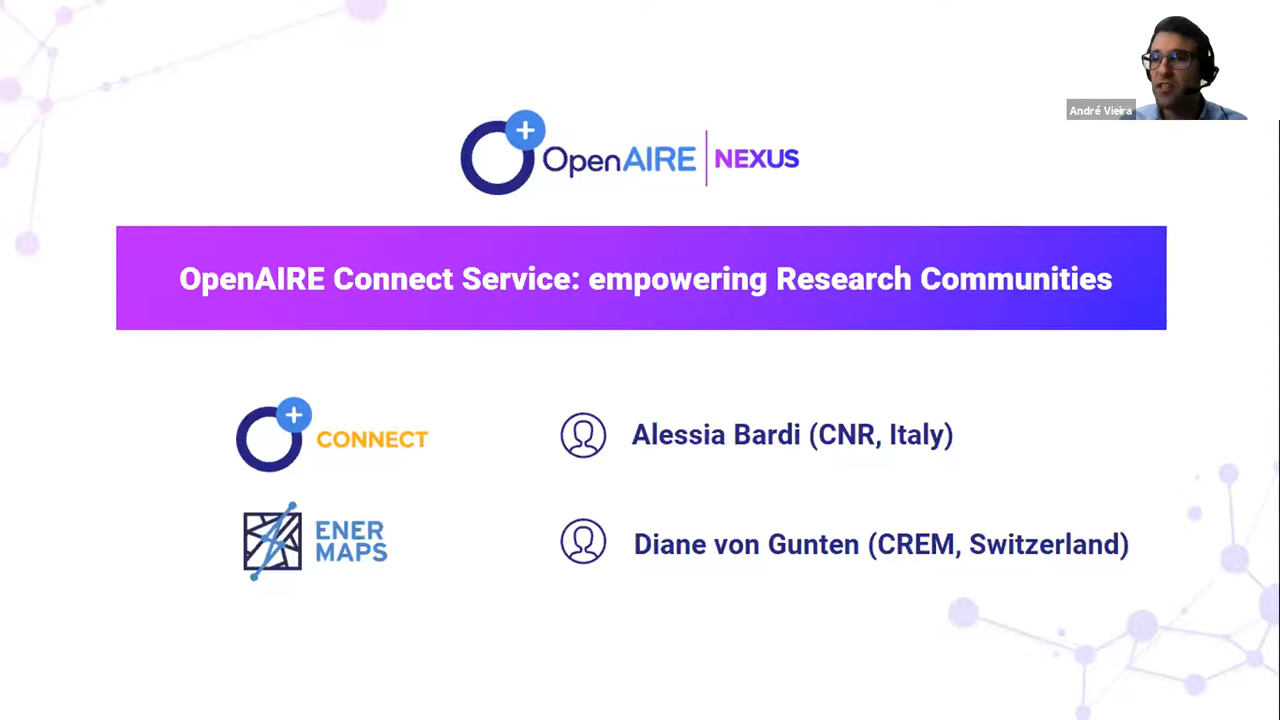 André Vieira
OpenAIRE | NEXUS
OpenAIRE Connect Service: empowering Research Communities
CONNECT
Alessia Bardi (CNR, Italy)
ENER
MAPS
Diane von Gunten (CREM, Switzerland)